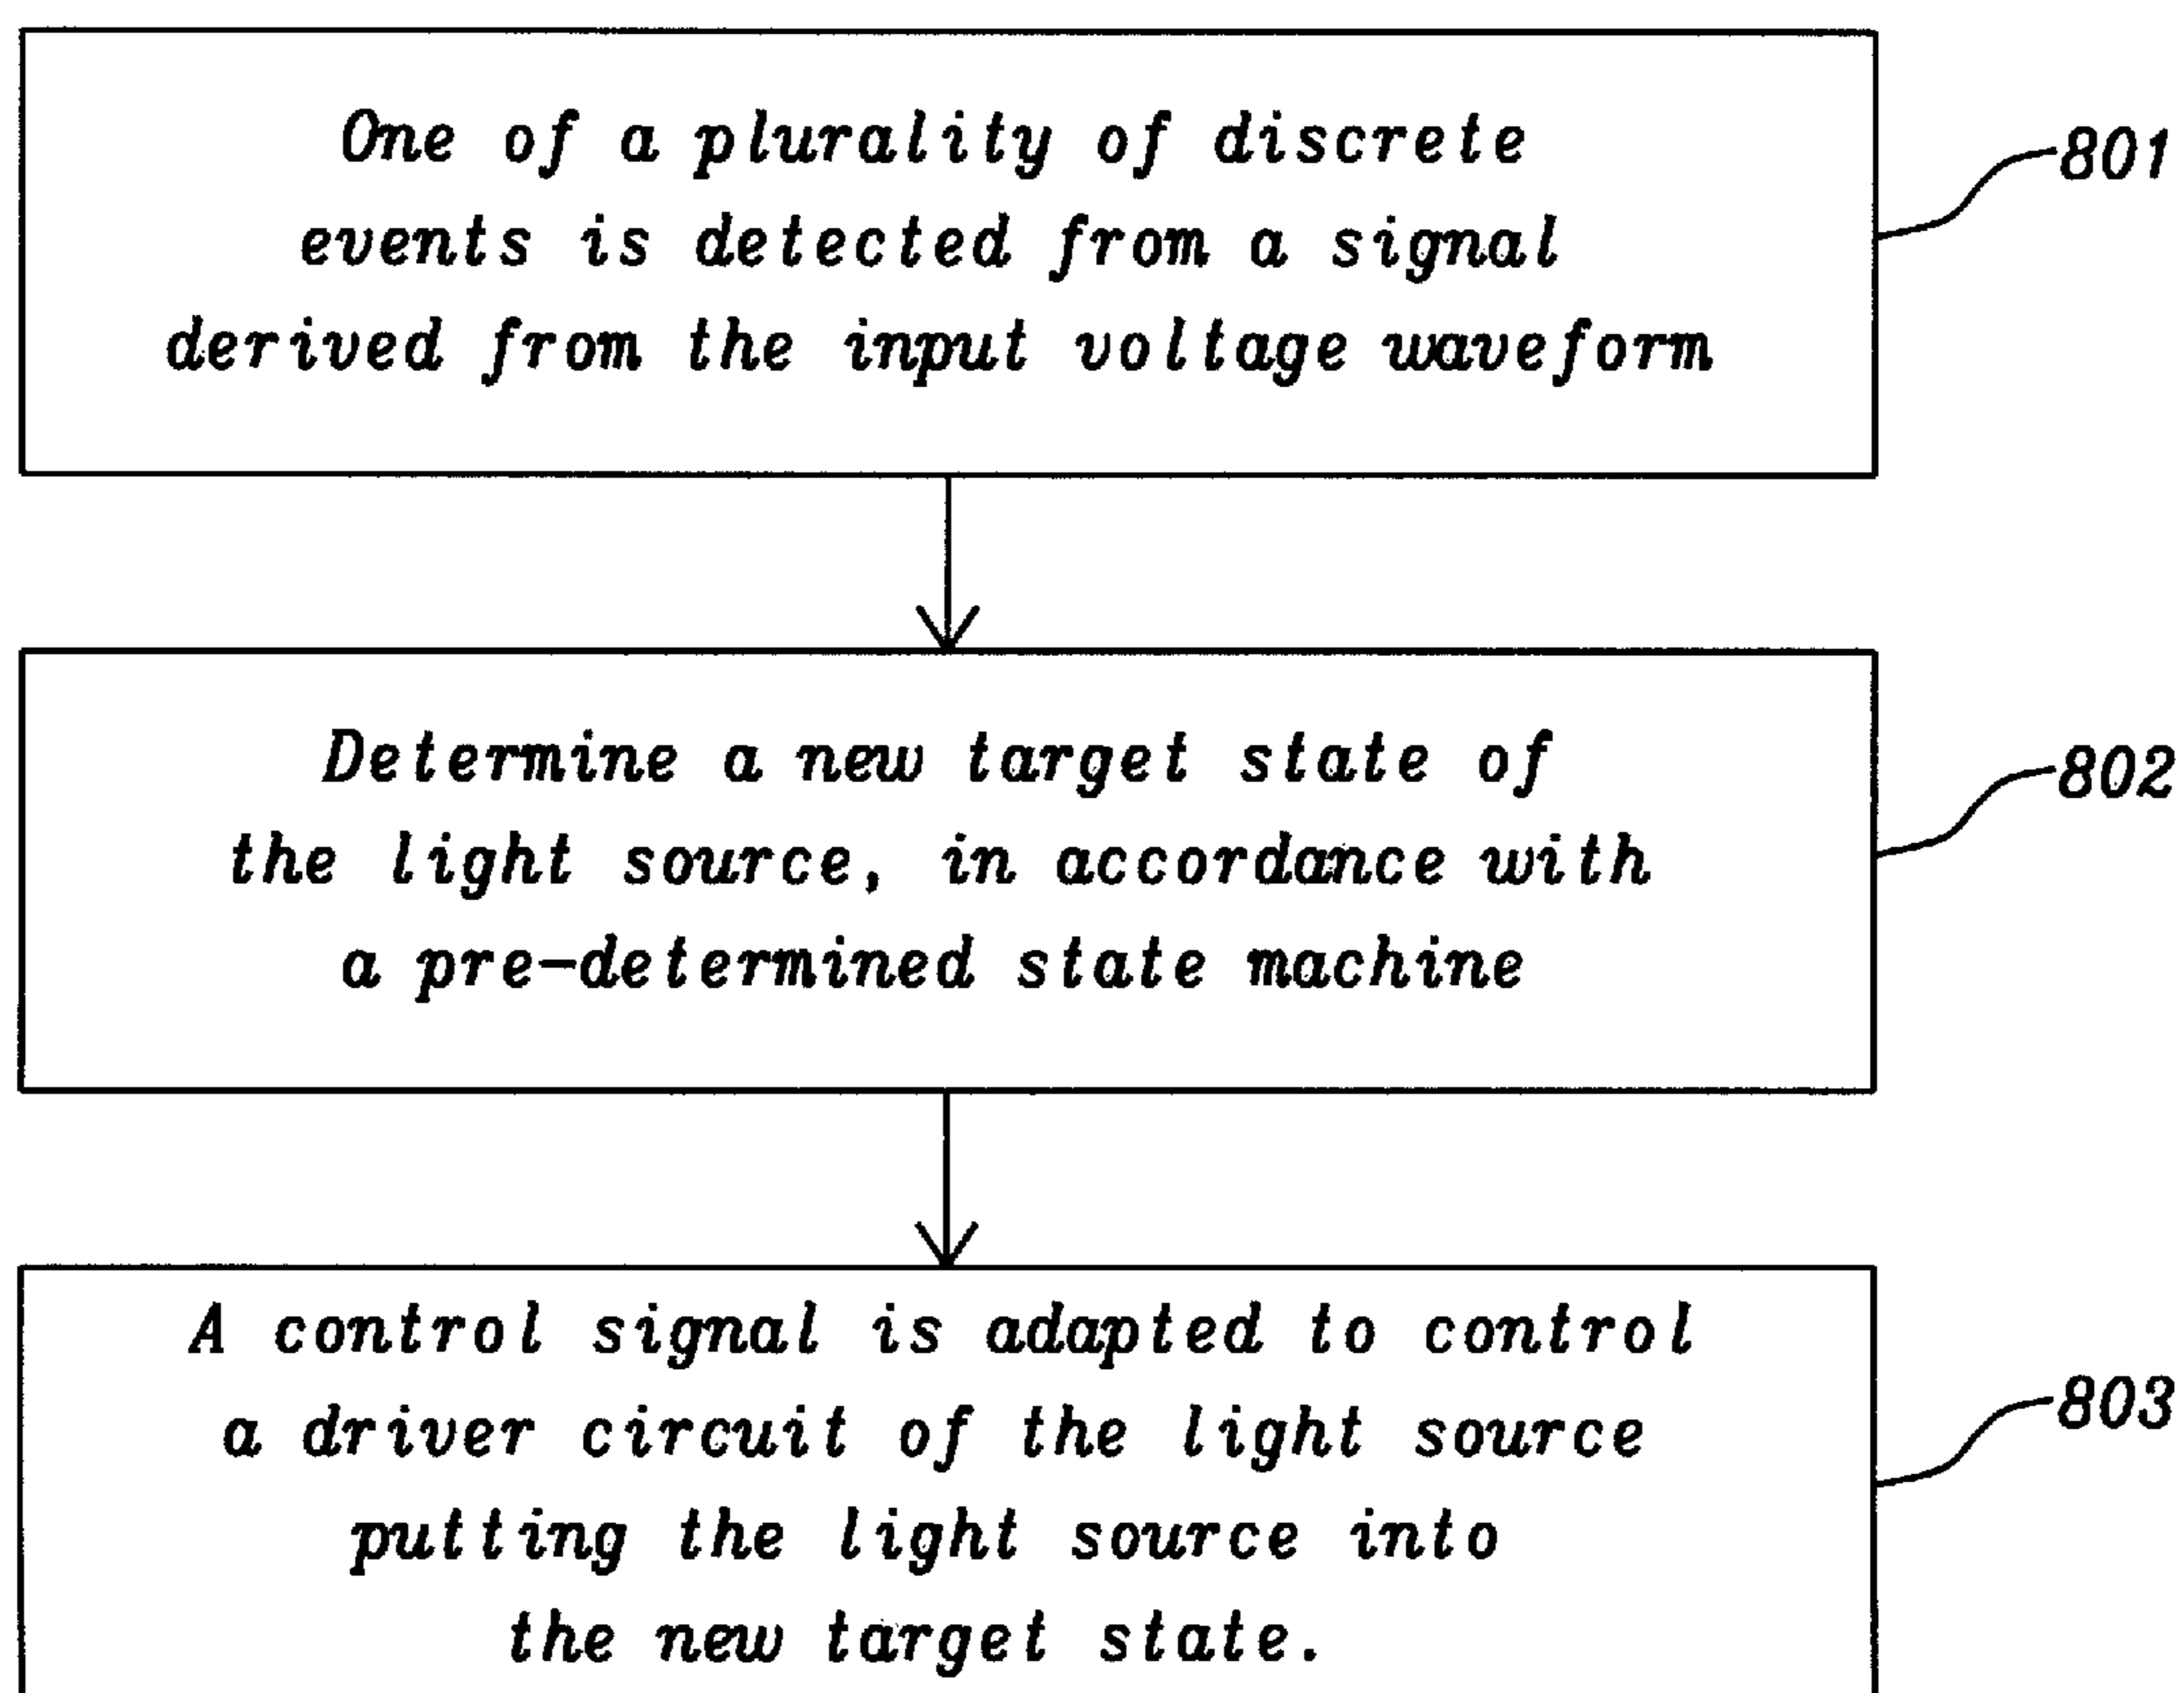 One of a plurality of discrete
events is detected from a signal
derived from the input voltage waveform
801
Determine a new target state of
the light source, in accordance with
a pre-determined state machine
802
A control signal is adapted to control
a driver circuit of the light source
putting the light source into
the new target state.
803